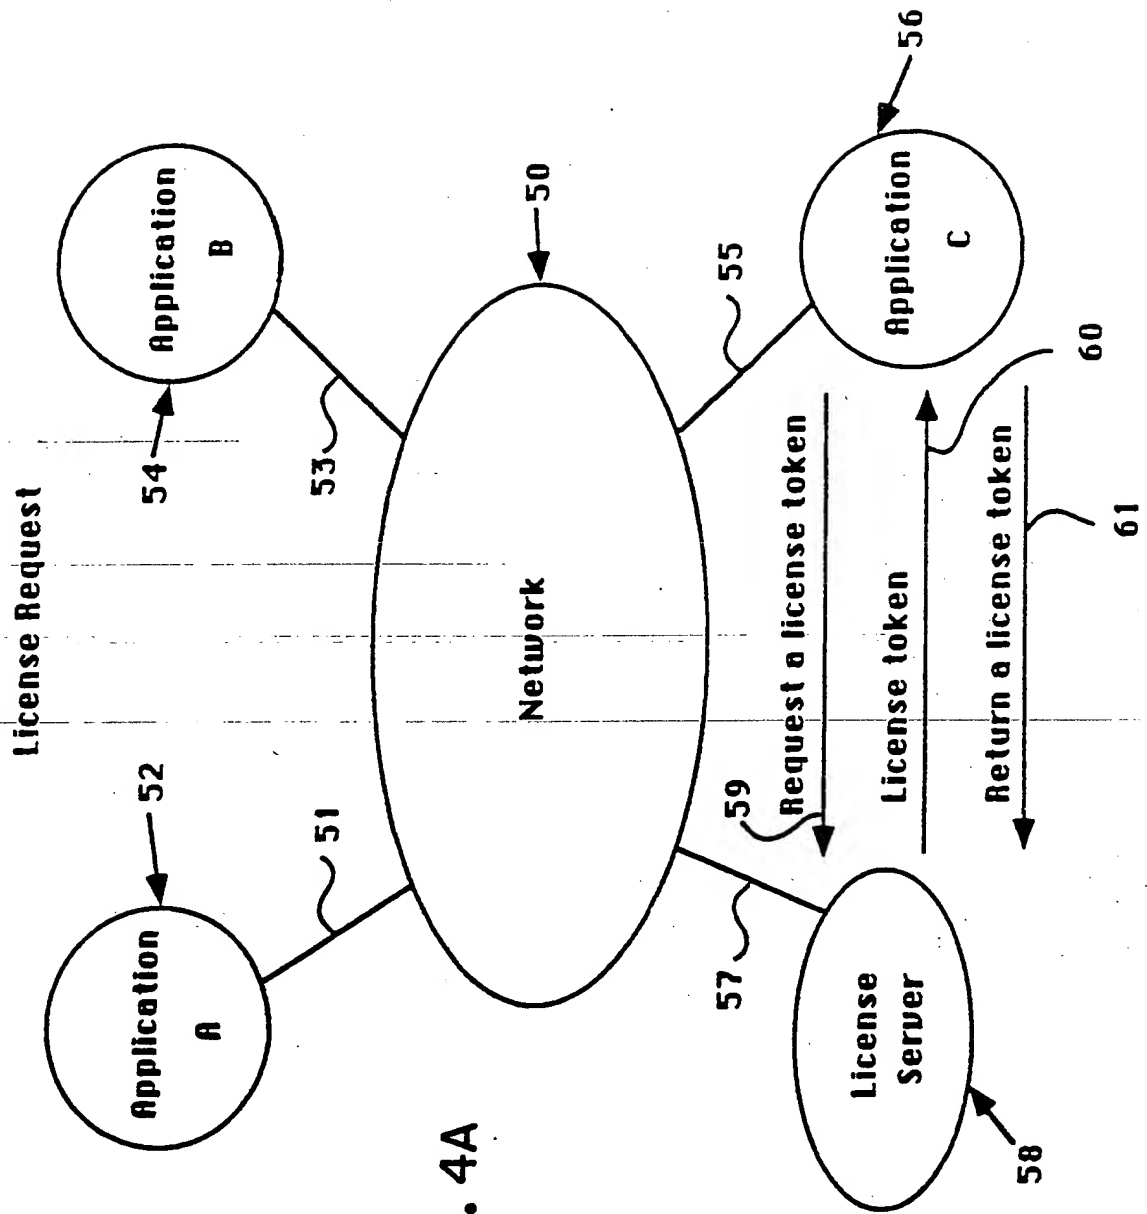 License Request
52
Application
A
51
54
Application
B
53
Network
50
57
License
Server
58
55
Application
C
56
59
Request a license token
License token
60
Return a license token
61
. 4A